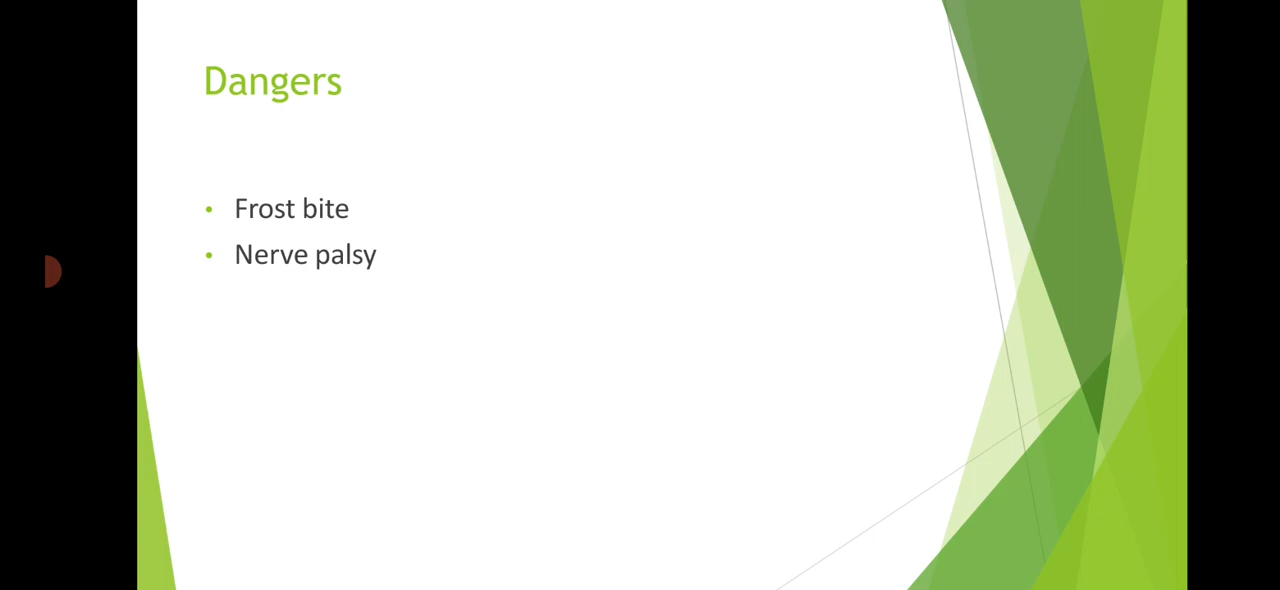 Dangers
• Frost bite
• Nerve palsy